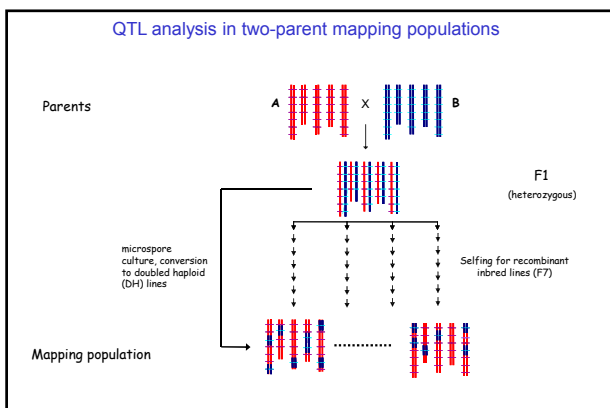 QTL analysis in two-parent mapping populations
Parents
A
X
B
F1
(heterozygous)
microspore
culture, conversion
to doubled haploid
(DH) lines
Selfing for recombinant
inbred lines (F7)
Mapping population